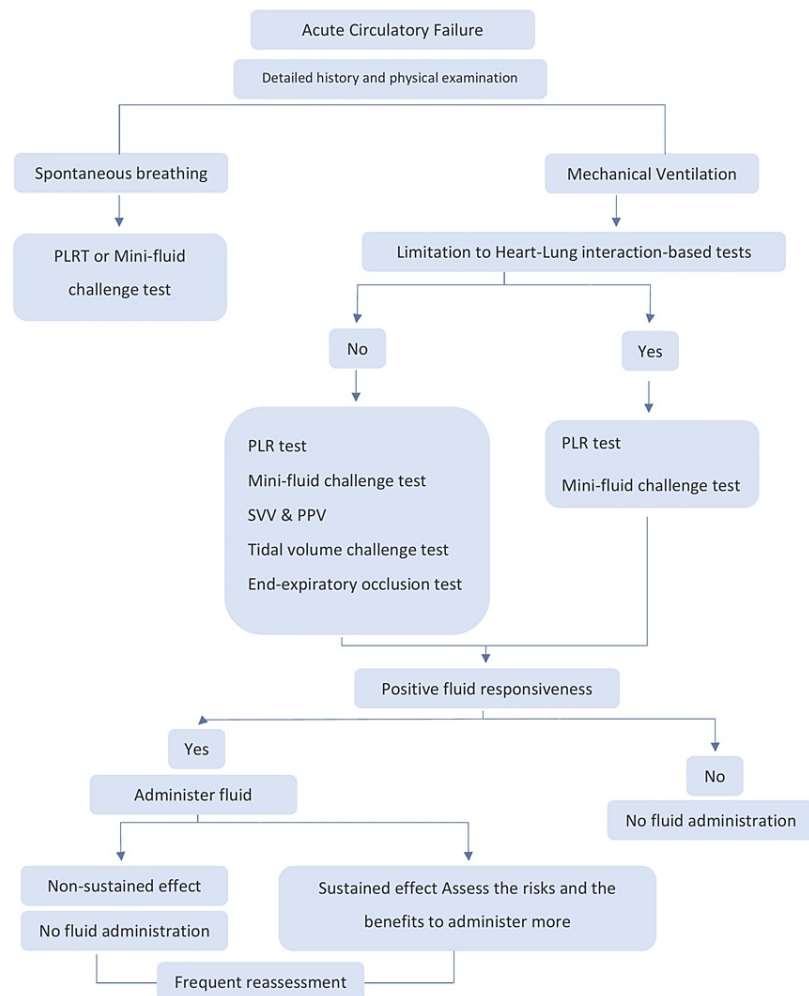 Acute Circulatory Failure
Detailed history and physical examination
Spontaneous breathing
Mechanical Ventilation
PLRT or Mini-fluid
challenge test
Limitation to Heart-Lung interaction-based tests
No
Yes
PLR test
Mini-fluid challenge test
SVV & PPV
Tidal volume challenge test
End-expiratory occlusion test
PLR test
Mini-fluid challenge test
Positive fluid responsiveness
Yes
No
Administer fluid
No fluid administration
Non-sustained effect
No fluid administration
Sustained effect Assess the risks and the
benefits to administer more
Frequent reassessment